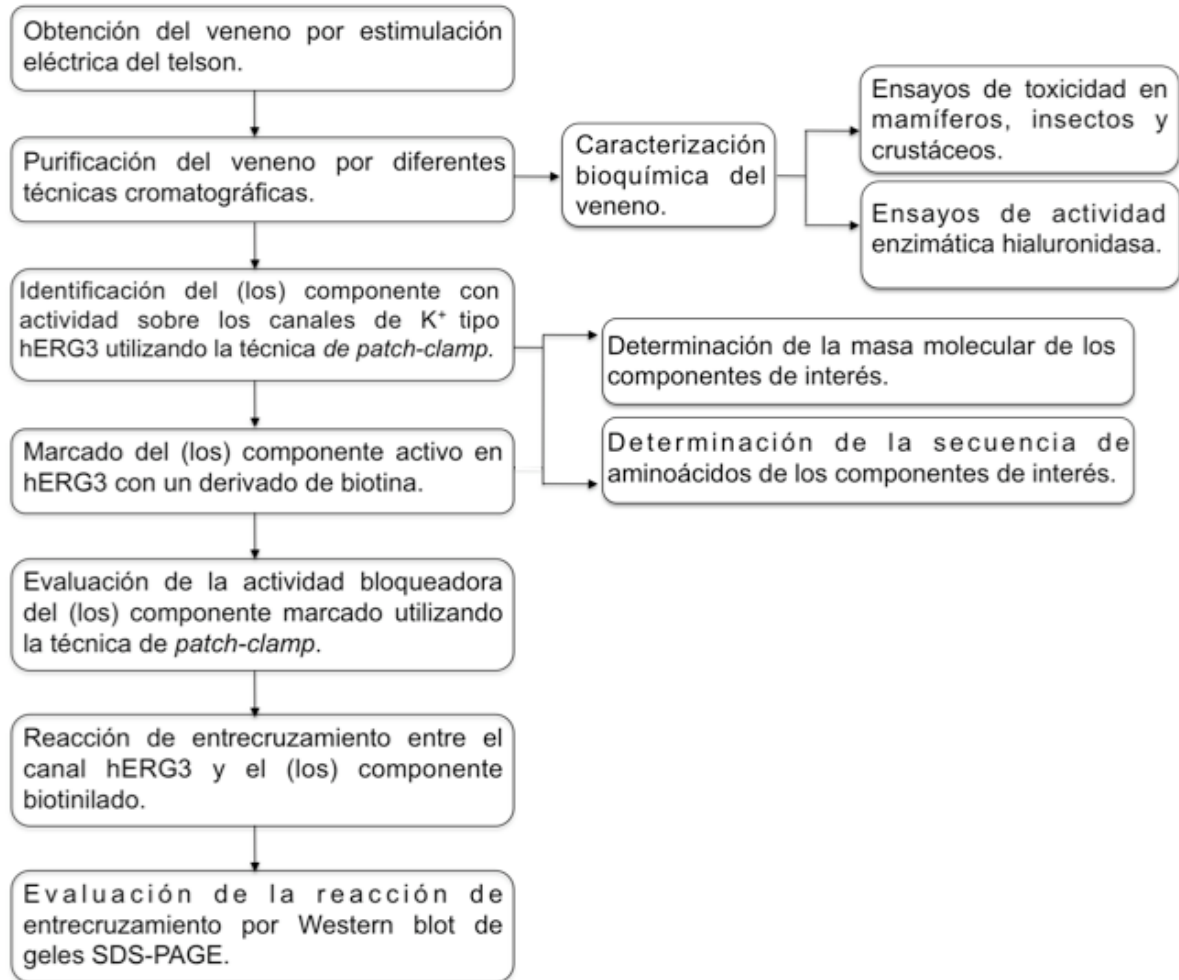 Obtención del veneno por estimulación
eléctrica del telson.
Purificación del veneno por diferentes
técnicas cromatográficas.
Caracterización
bioquímica del
veneno.
Ensayos de toxicidad en
mamíferos, insectos y
crustáceos.
Ensayos de actividad
enzimática hialuronidasa.
Identificación del (los) componente con
actividad sobre los canales de K⁺ tipo
hERG3 utilizando la técnica de patch-clamp.
Determinación de la masa molecular de los
componentes de interés.
Determinación de la secuencia de
aminoácidos de los componentes de interés.
Marcado del (los) componente activo en
hERG3 con un derivado de biotina.
Evaluación de la actividad bloqueadora
del (los) componente marcado utilizando
la técnica de patch-clamp.
Reacción de entrecruzamiento entre el
canal hERG3 y el (los) componente
biotinilado.
Evaluación de la reacción de
entrecruzamiento por Western blot de
geles SDS-PAGE.